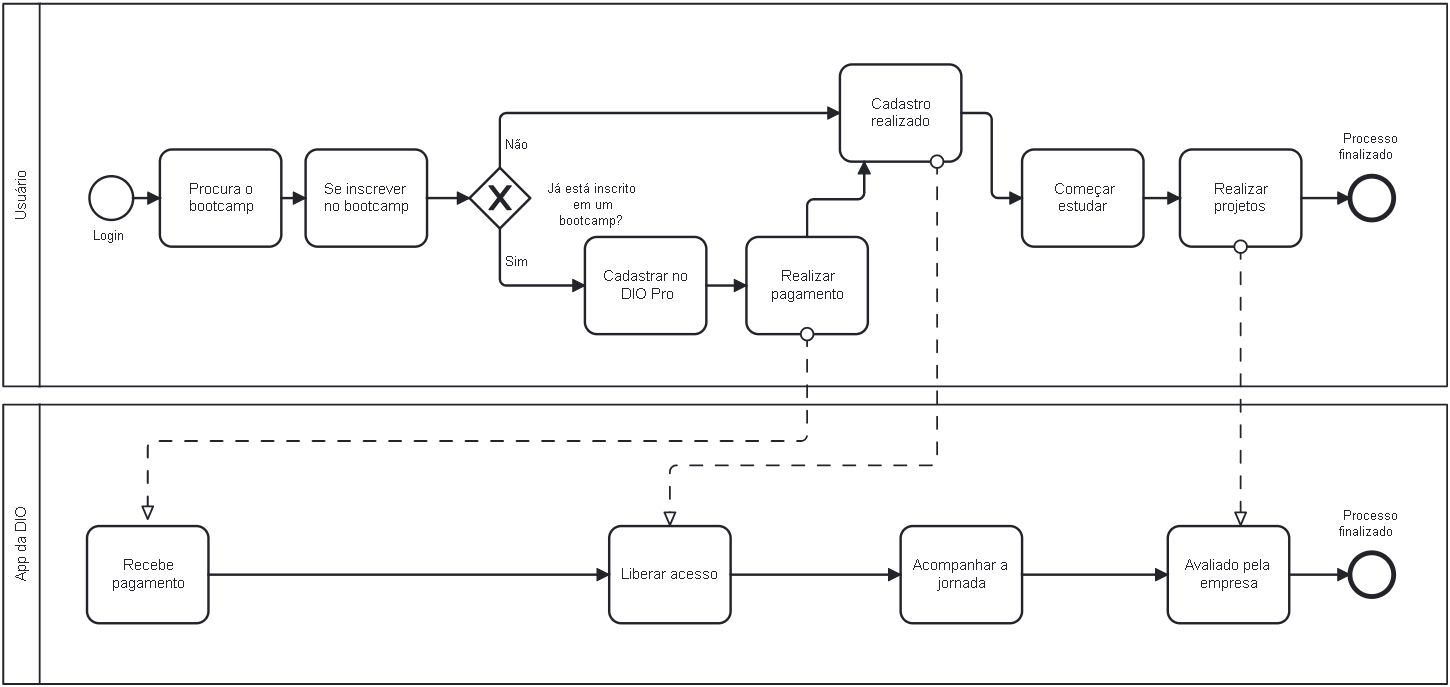 Usuário
Login
Procura o
bootcamp
Se inscrever
no bootcamp
Não
Já está inscrito
em um
bootcamp?
Sim
Cadastrar no
DIO Pro
Realizar
pagamento
Cadastro
realizado
Começar
estudar
Realizar
projetos
Processo
finalizado
App da DIO
Recebe
pagamento
Liberar acesso
Acompanhar a
jornada
Avaliado pela
empresa
Processo
finalizado